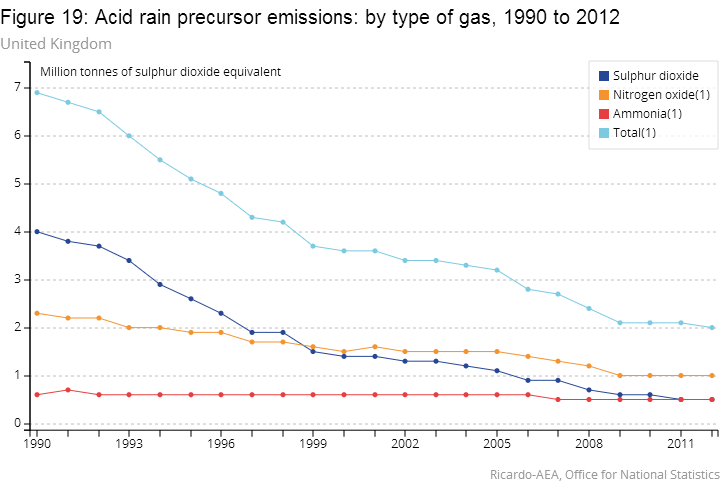 Figure 19: Acid rain precursor emissions: by type of gas, 1990 to 2012
United Kingdom
Million tonnes of sulphur dioxide equivalent
Sulphur dioxide
Nitrogen oxide(1)
Ammonia(1)
Total(1)
7
6
5
4
3
2
1
0
1990 1993 1996 1999 2002 2005 2008 2011
Ricardo-AEA, Office for National Statistics